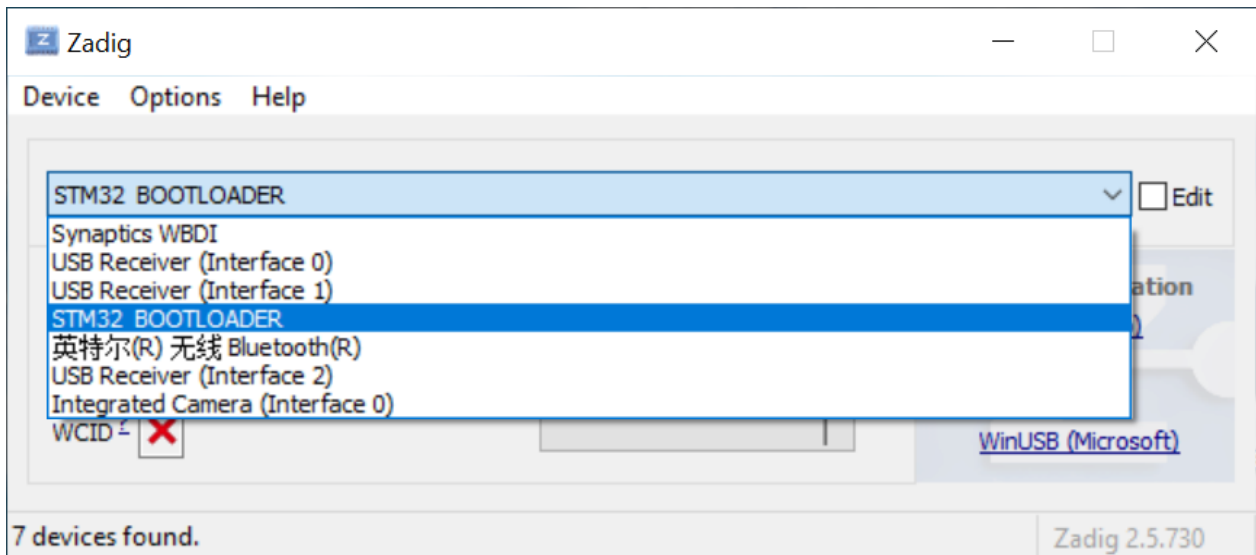 Zadig
Device Options Help
STM32 BOOTLOADER Edit
Synaptics WBDI
USB Receiver (Interface 0)
USB Receiver (Interface 1)
STM32 BOOTLOADER
英特尔(R) 无线 Bluetooth(R)
USB Receiver (Interface 2)
Integrated Camera (Interface 0)
ation
WCID ?
WinUSB (Microsoft)
7 devices found.
Zadig 2.5.730